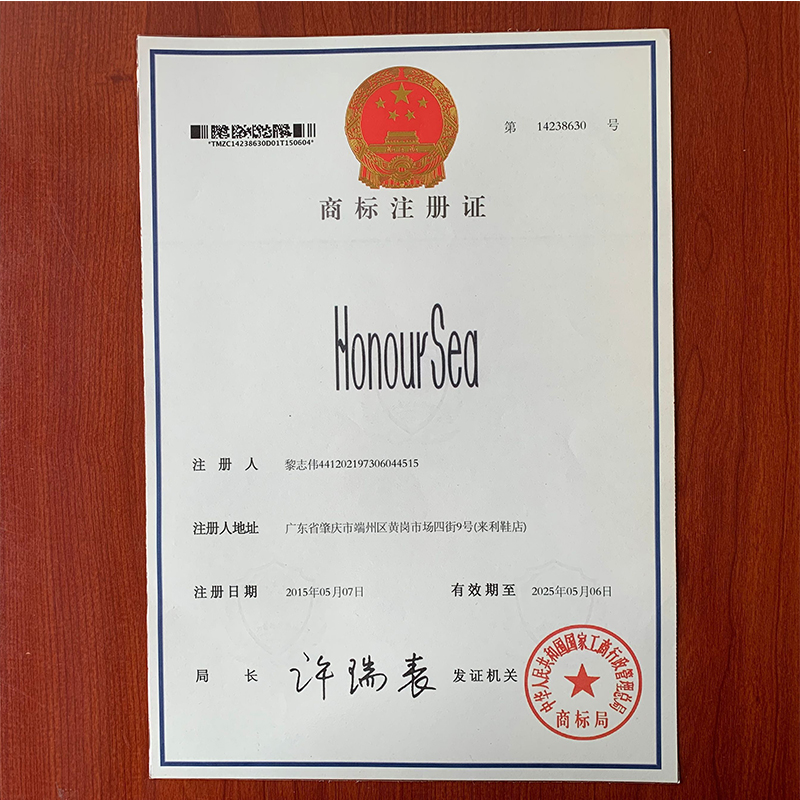 *TMZC14238630D01T150604*
第 14238630 号
商标注册证
HonourSea
注册人 黎志伟441202197306044515
注册人地址 广东省肇庆市端州区黄岗市场四街9号(来利鞋店)
注册日期 2015年05月07日 有效期至 2025年05月06日
局长 许瑞表 发证机关
中华人民共和国国家工商行政管理总局
商标局